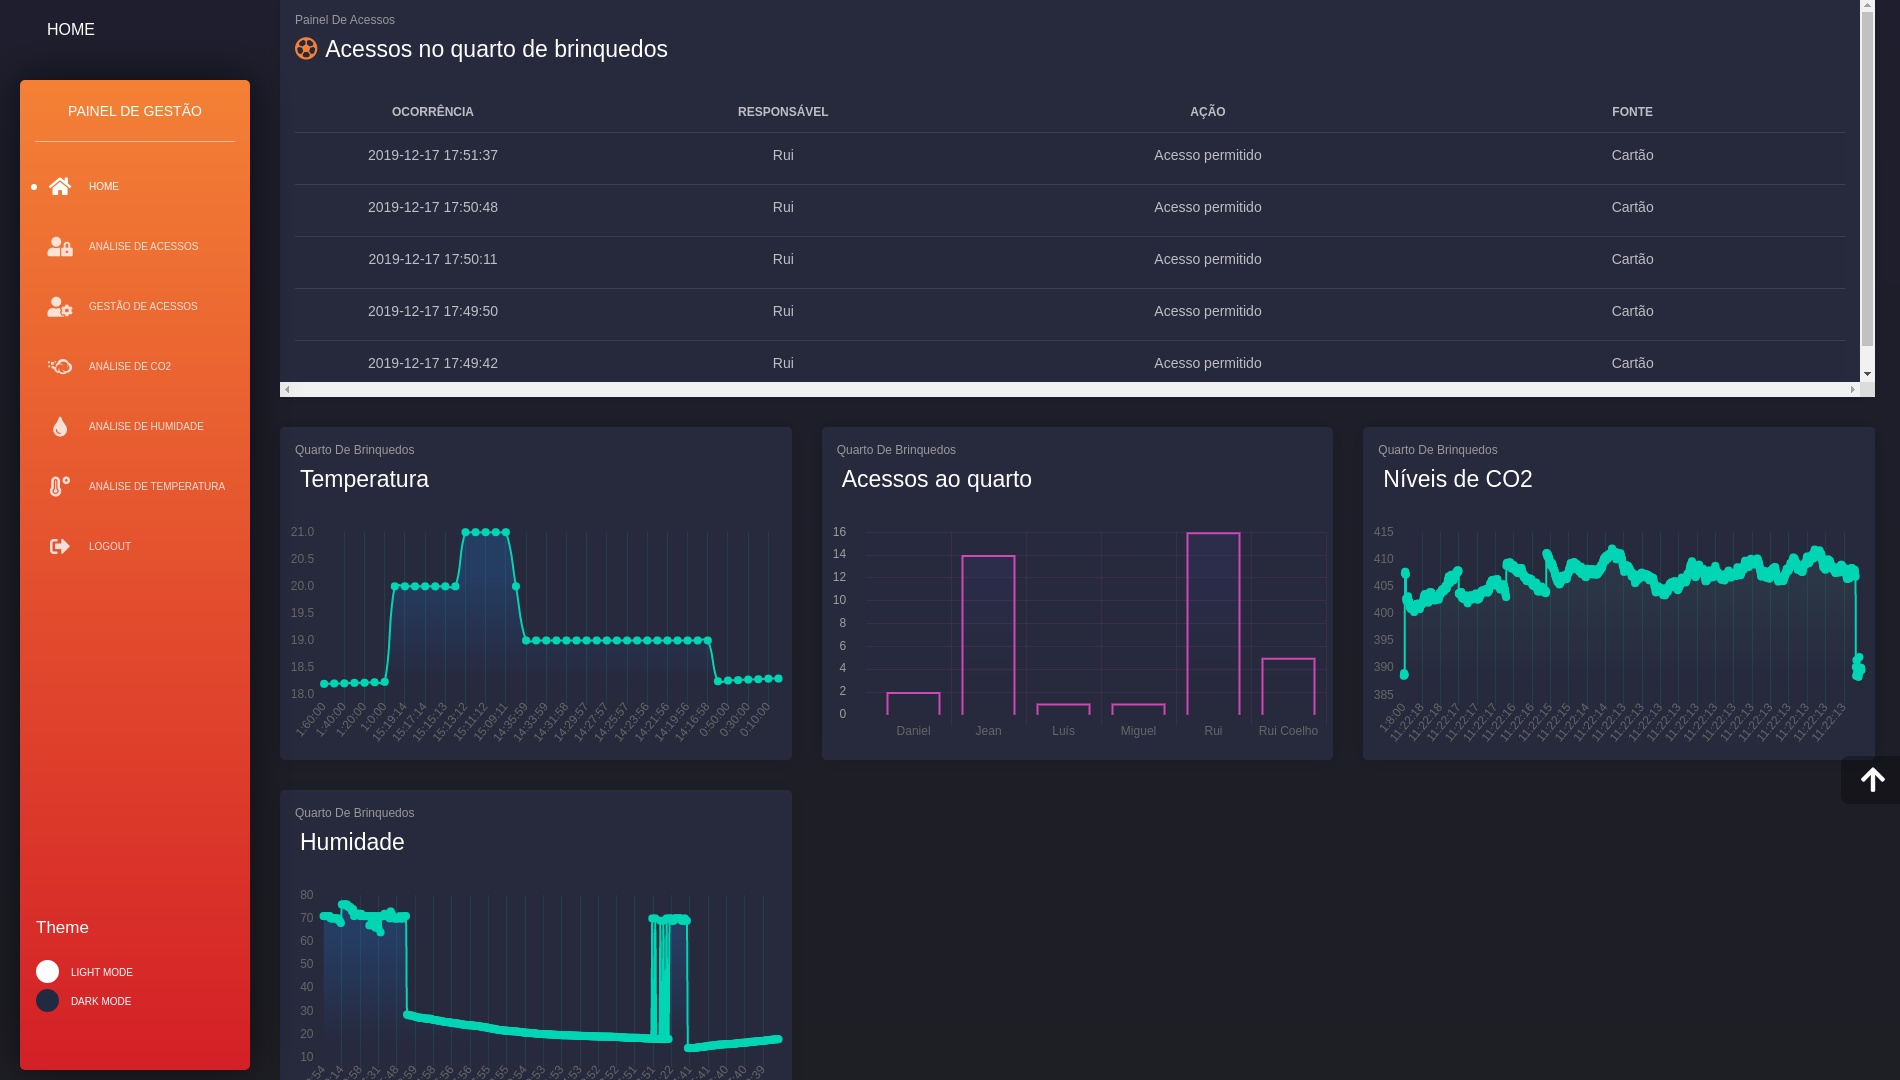 HOME
PAINEL DE GESTÃO
HOME
ANÁLISE DE ACESSOS
GESTÃO DE ACESSOS
ANÁLISE DE CO2
ANÁLISE DE HUMIDADE
ANÁLISE DE TEMPERATURA
LOGOUT
Theme
LIGHT MODE
DARK MODE
Painel De Acessos
Acessos no quarto de brinquedos
OCORRÊNCIA RESPONSÁVEL AÇÃO FONTE
2019-12-17 17:51:37 Rui Acesso permitido Cartão
2019-12-17 17:50:48 Rui Acesso permitido Cartão
2019-12-17 17:50:11 Rui Acesso permitido Cartão
2019-12-17 17:49:50 Rui Acesso permitido Cartão
2019-12-17 17:49:42 Rui Acesso permitido Cartão
Quarto De Brinquedos
Temperatura
21.0
20.5
20.0
19.5
19.0
18.5
18.0
1:60:00 1:40:00 1:20:00 1:0:00 15:19:14 15:17:14 15:15:13 15:13:12 15:11:12 15:09:11 14:35:59 14:33:59 14:31:58 14:29:57 14:27:57 14:25:57 14:23:56 14:21:56 14:19:56 14:16:58 0:50:00 0:30:00 0:10:00
Quarto De Brinquedos
Acessos ao quarto
16
14
12
10
8
6
4
2
0
Daniel Jean Luís Miguel Rui Rui Coelho
Quarto De Brinquedos
Níveis de CO2
415
410
405
400
395
390
385
1:8:00 11:22:18 11:22:18 11:22:17 11:22:17 11:22:17 11:22:16 11:22:16 11:22:15 11:22:15 11:22:14 11:22:14 11:22:13 11:22:13 11:22:13 11:22:13 11:22:13 11:22:13 11:22:13 11:22:13 11:22:13 11:22:13 11:22:13 11:22:13 11:22:13
Quarto De Brinquedos
Humidade
80
70
60
50
40
30
20
10